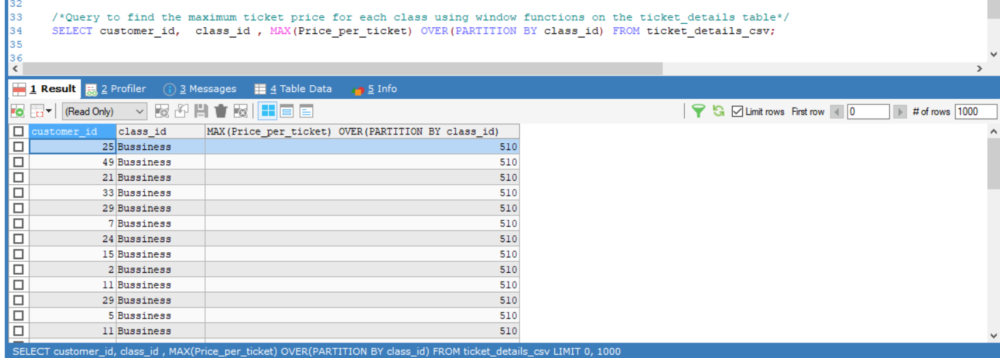 32
33 /*Query to find the maximum ticket price for each class using window functions on the ticket_details table*/
34 SELECT customer_id,  class_id , MAX(Price_per_ticket) OVER(PARTITION BY class_id) FROM ticket_details_csv;
35
36
1 Result 2 Profiler 3 Messages 4 Table Data 5 Info
(Read Only) Limit rows First row 0 # of rows 1000
customer_id class_id MAX(Price_per_ticket) OVER(PARTITION BY class_id)
25 Bussiness 510
49 Bussiness 510
21 Bussiness 510
33 Bussiness 510
29 Bussiness 510
7 Bussiness 510
24 Bussiness 510
15 Bussiness 510
2 Bussiness 510
11 Bussiness 510
29 Bussiness 510
5 Bussiness 510
11 Bussiness 510
SELECT customer_id, class_id , MAX(Price_per_ticket) OVER(PARTITION BY class_id) FROM ticket_details_csv LIMIT 0, 1000